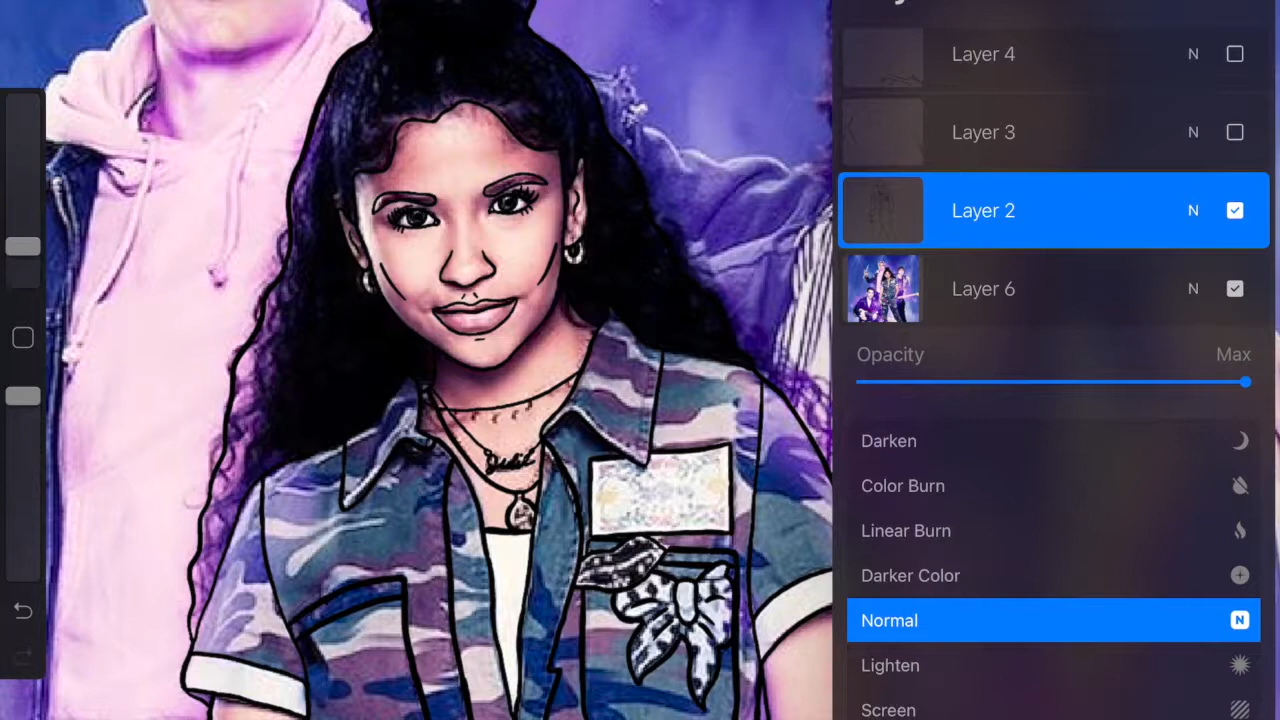 Layer 4
N
Layer 3
N
Layer 2
N
Layer 6
N
Opacity
Max
Darken
Color Burn
Linear Burn
Darker Color
Normal
N
Lighten
Screen